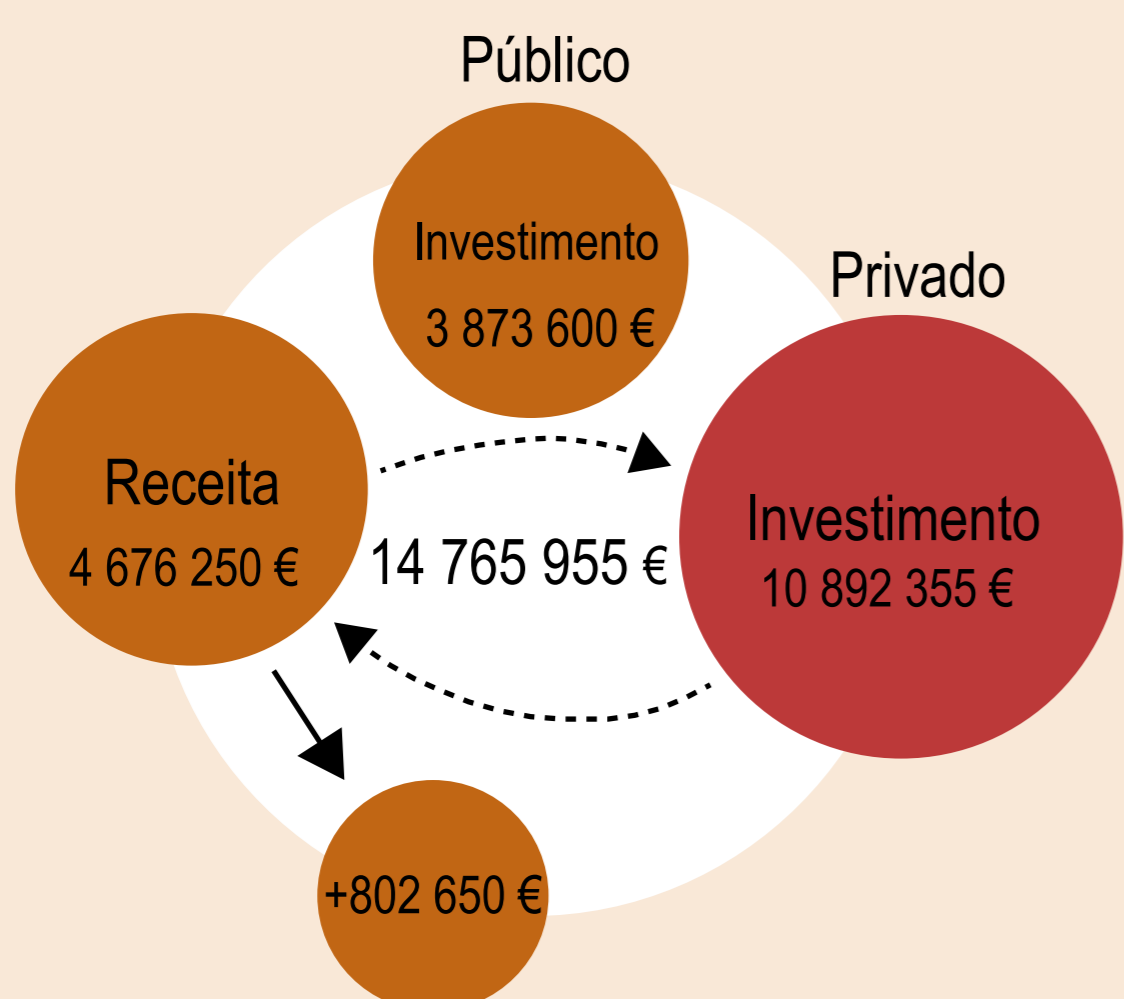 Público
Investimento
3 873 600 €
Privado
Receita
4 676 250 €
14 765 955 €
Investimento
10 892 355 €
+802 650 €